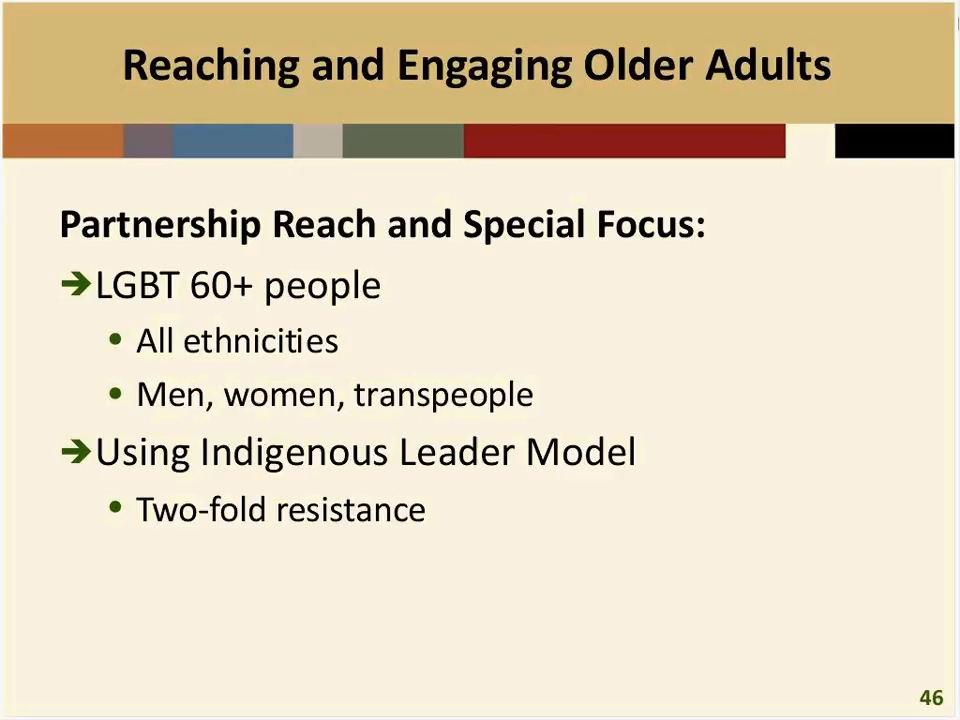 Reaching and Engaging Older Adults
Partnership Reach and Special Focus:
➔LGBT 60+ people
• All ethnicities
• Men, women, transpeople
➔Using Indigenous Leader Model
• Two-fold resistance
46